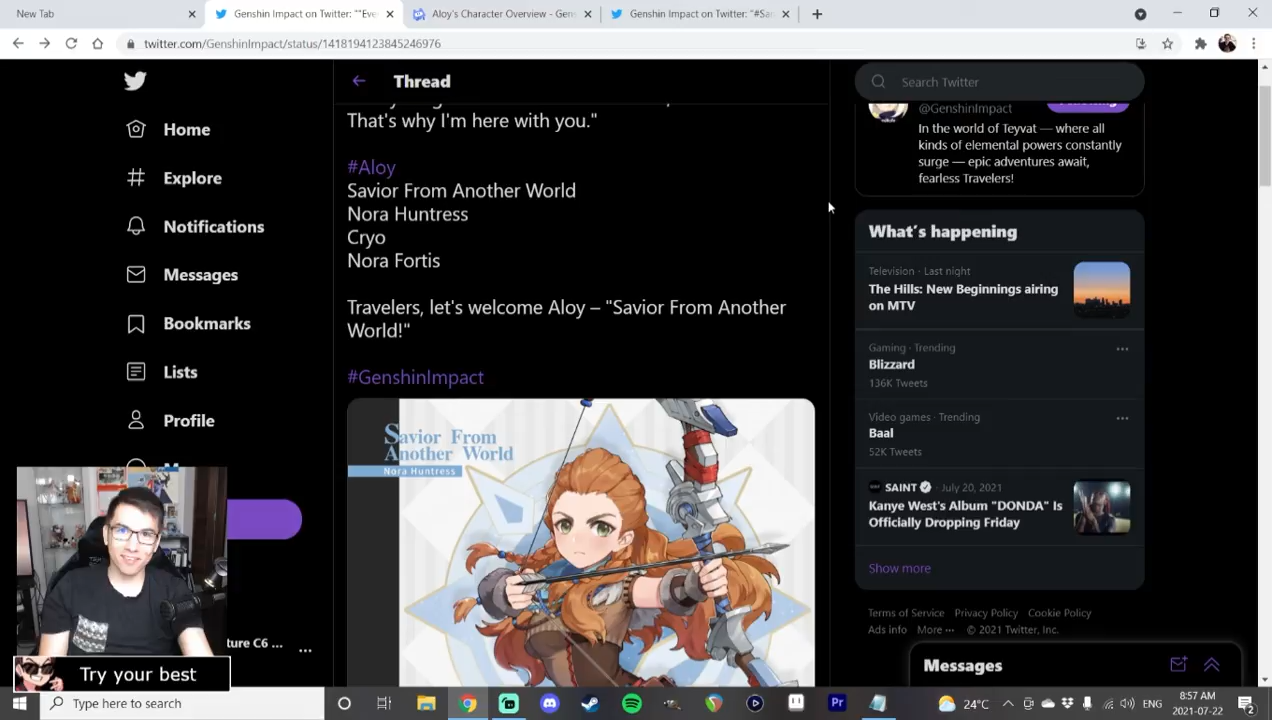 New Tab
Genshin Impact on Twitter: ""Eve
Aloy's Character Overview - Gen
Genshin Impact on Twitter: "#Sa
twitter.com/GenshinImpact/status/1418194123845246976
Thread
Search Twitter
Home
Explore
Notifications
Messages
Bookmarks
Lists
Profile
That's why I'm here with you."
#Aloy
Savior From Another World
Nora Huntress
Cryo
Nora Fortis
Travelers, let's welcome Aloy – "Savior From Another
World!"
#GenshinImpact
Savior From
Another World
Nora Huntress
@GenshinImpact
In the world of Teyvat — where all
kinds of elemental powers constantly
surge — epic adventures await,
fearless Travelers!
What's happening
Television · Last night
The Hills: New Beginnings airing
on MTV
Gaming · Trending
Blizzard
136K Tweets
Video games · Trending
Baal
52K Tweets
SAINT · July 20, 2021
Kanye West's Album "DONDA" Is
Officially Dropping Friday
Show more
Terms of Service Privacy Policy Cookie Policy
Ads info More ··· © 2021 Twitter, Inc.
Messages
ture C6 ...
Try your best
Type here to search
Pr
24°C
ENG
8:57 AM
2021-07-22
2